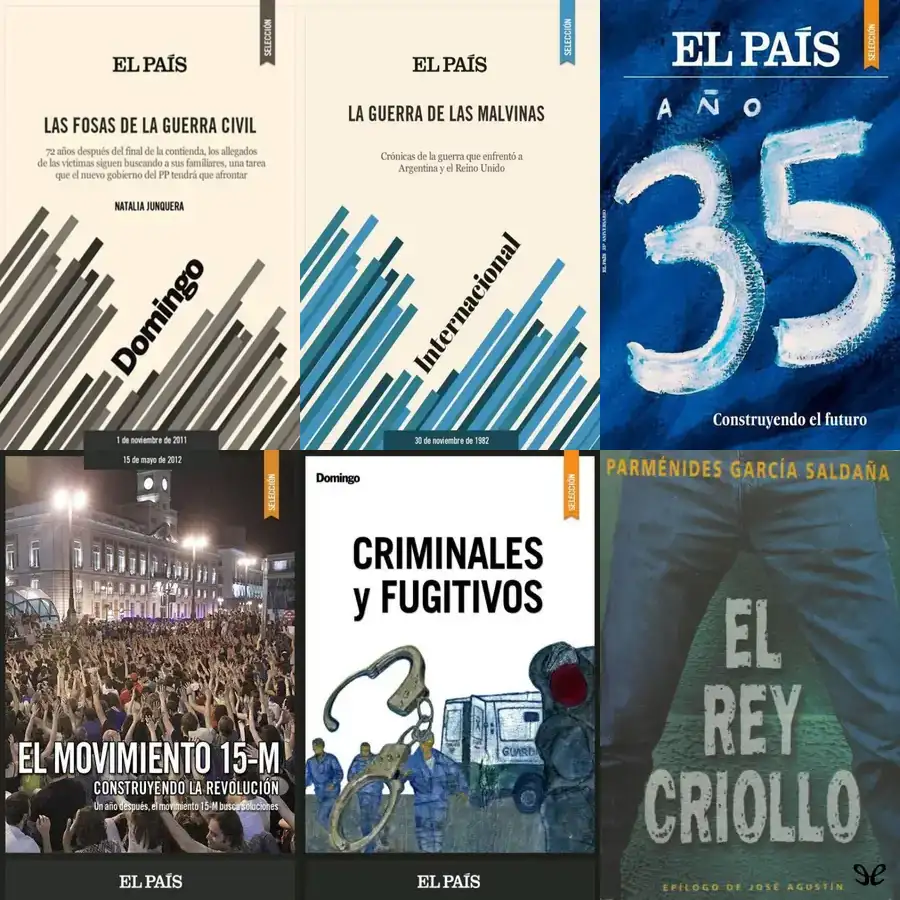 SELECCIÓN
EL PAÍS
LAS FOSAS DE LA GUERRA CIVIL
72 años después del final de la contienda, los allegados
de las víctimas siguen buscando a sus familiares, una tarea
que el nuevo gobierno del PP tendrá que afrontar
NATALIA JUNQUERA
Domingo
1 de noviembre de 2011
SELECCIÓN
EL PAÍS
LA GUERRA DE LAS MALVINAS
Crónicas de la guerra que enfrentó a
Argentina y el Reino Unido
Internacional
30 de noviembre de 1982
SELECCIÓN
EL PAÍS
AÑO
35
EL PAÍS 35º ANIVERSARIO
Construyendo el futuro
15 de mayo de 2012
SELECCIÓN
EL MOVIMIENTO 15-M
CONSTRUYENDO LA REVOLUCIÓN
Un año después, el movimiento 15-M busca soluciones
EL PAÍS
Domingo
SELECCIÓN
CRIMINALES
y FUGITIVOS
GUARD
EL PAÍS
PARMÉNIDES GARCÍA SALDAÑA
EL
REY
CRIOLLO
EPÍLOGO DE JOSÉ AGUSTÍN